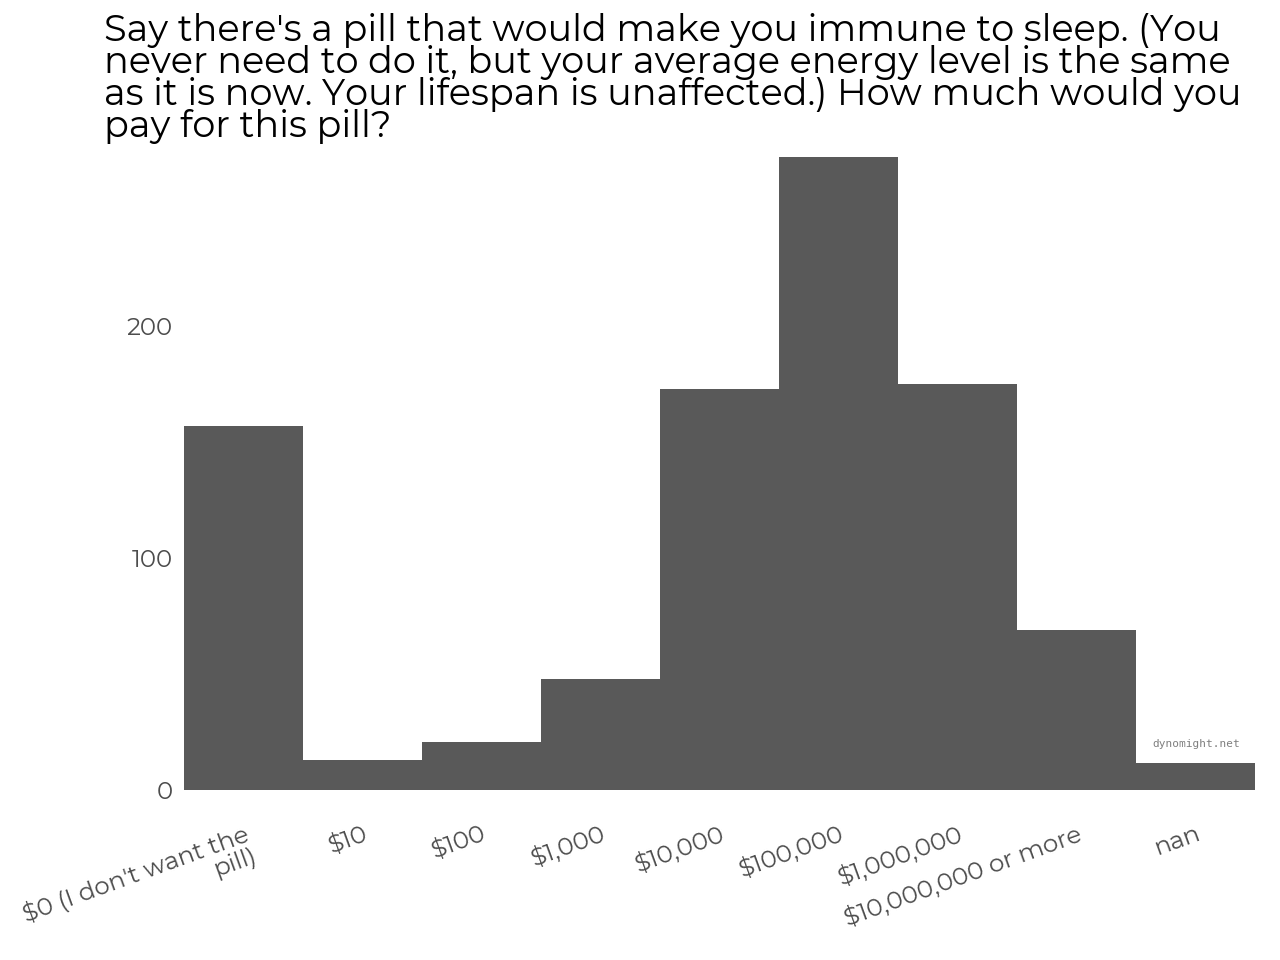 Say there's a pill that would make you immune to sleep. (You
never need to do it, but your average energy level is the same
as it is now. Your lifespan is unaffected.) How much would you
pay for this pill?
200
100
0
dynomight.net
$0 (I don't want the
pill)
$10
$100
$1,000
$10,000
$100,000
$1,000,000
$10,000,000 or more
nan